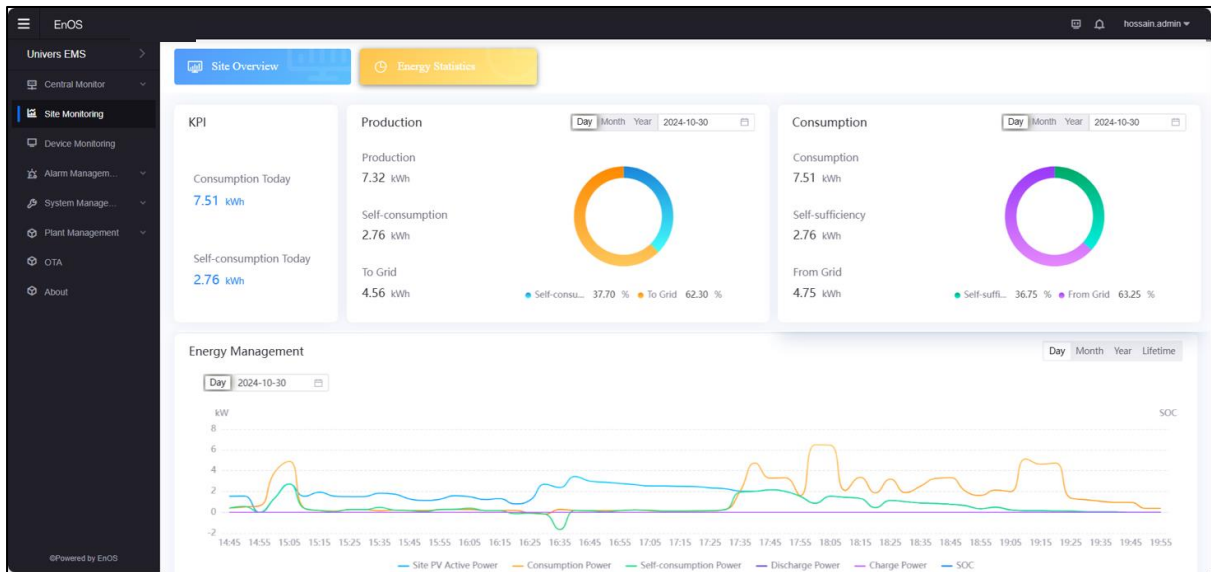 EnOS
hossain.admin
Univers EMS
Central Monitor
Site Monitoring
Device Monitoring
Alarm Managem...
System Manage...
Plant Management
OTA
About
©Powered by EnOS
Site Overview
Energy Statistics
KPI
Consumption Today
7.51 kWh
Self-consumption Today
2.76 kWh
Production
Day Month Year 2024-10-30
Production
7.32 kWh
Self-consumption
2.76 kWh
To Grid
4.56 kWh
Self-consu... 37.70 % To Grid 62.30 %
Consumption
Day Month Year 2024-10-30
Consumption
7.51 kWh
Self-sufficiency
2.76 kWh
From Grid
4.75 kWh
Self-suffi... 36.75 % From Grid 63.25 %
Energy Management
Day Month Year Lifetime
Day 2024-10-30
kW SOC
8
6
4
2
0
-2
14:45 14:55 15:05 15:15 15:25 15:35 15:45 15:55 16:05 16:15 16:25 16:35 16:45 16:55 17:05 17:15 17:25 17:35 17:45 17:55 18:05 18:15 18:25 18:35 18:45 18:55 19:05 19:15 19:25 19:35 19:45 19:55
Site PV Active Power Consumption Power Self-consumption Power Discharge Power Charge Power SOC